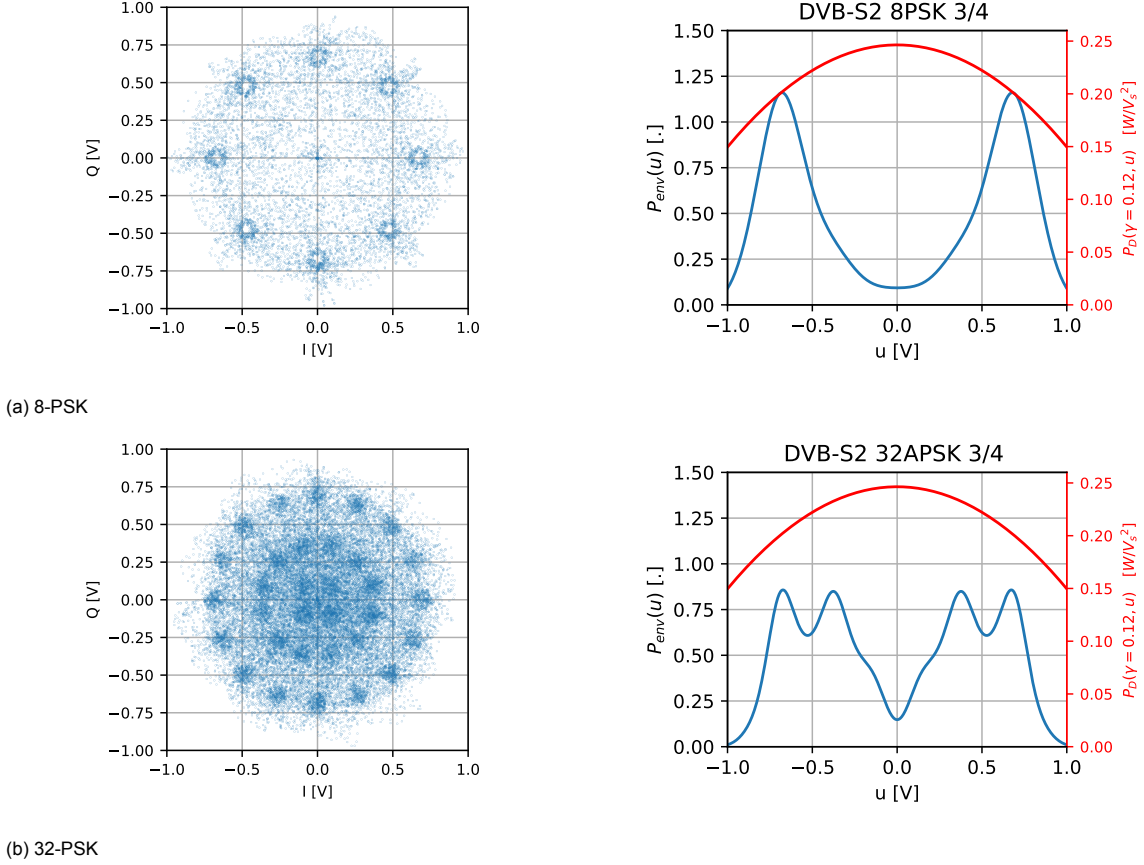 1.00
0.75
0.50
0.25
0.00
−0.25
−0.50
−0.75
−1.00
Q [V]
−1.0 −0.5 0.0 0.5 1.0
I [V]
DVB-S2 8PSK 3/4
1.50
1.25
1.00
0.75
0.50
0.25
0.00
P_env(u) [.]
−1.0 −0.5 0.0 0.5 1.0
u [V]
0.25
0.20
0.15
0.10
0.05
0.00
P_D(γ = 0.12, u) [W/V_s²]
(a) 8-PSK
1.00
0.75
0.50
0.25
0.00
−0.25
−0.50
−0.75
−1.00
Q [V]
−1.0 −0.5 0.0 0.5 1.0
I [V]
DVB-S2 32APSK 3/4
1.50
1.25
1.00
0.75
0.50
0.25
0.00
P_env(u) [.]
−1.0 −0.5 0.0 0.5 1.0
u [V]
0.25
0.20
0.15
0.10
0.05
0.00
P_D(γ = 0.12, u) [W/V_s²]
(b) 32-PSK